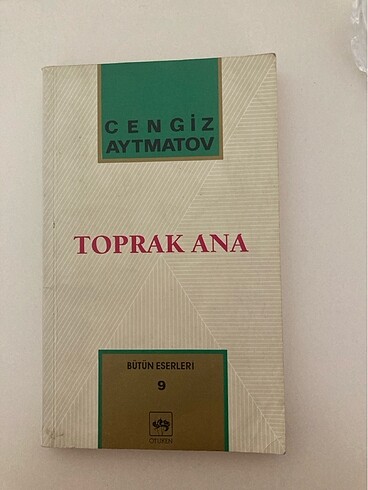 CENGİZ
AYTMATOV
TOPRAK ANA
BÜTÜN ESERLERİ
9
ÖTÜKEN